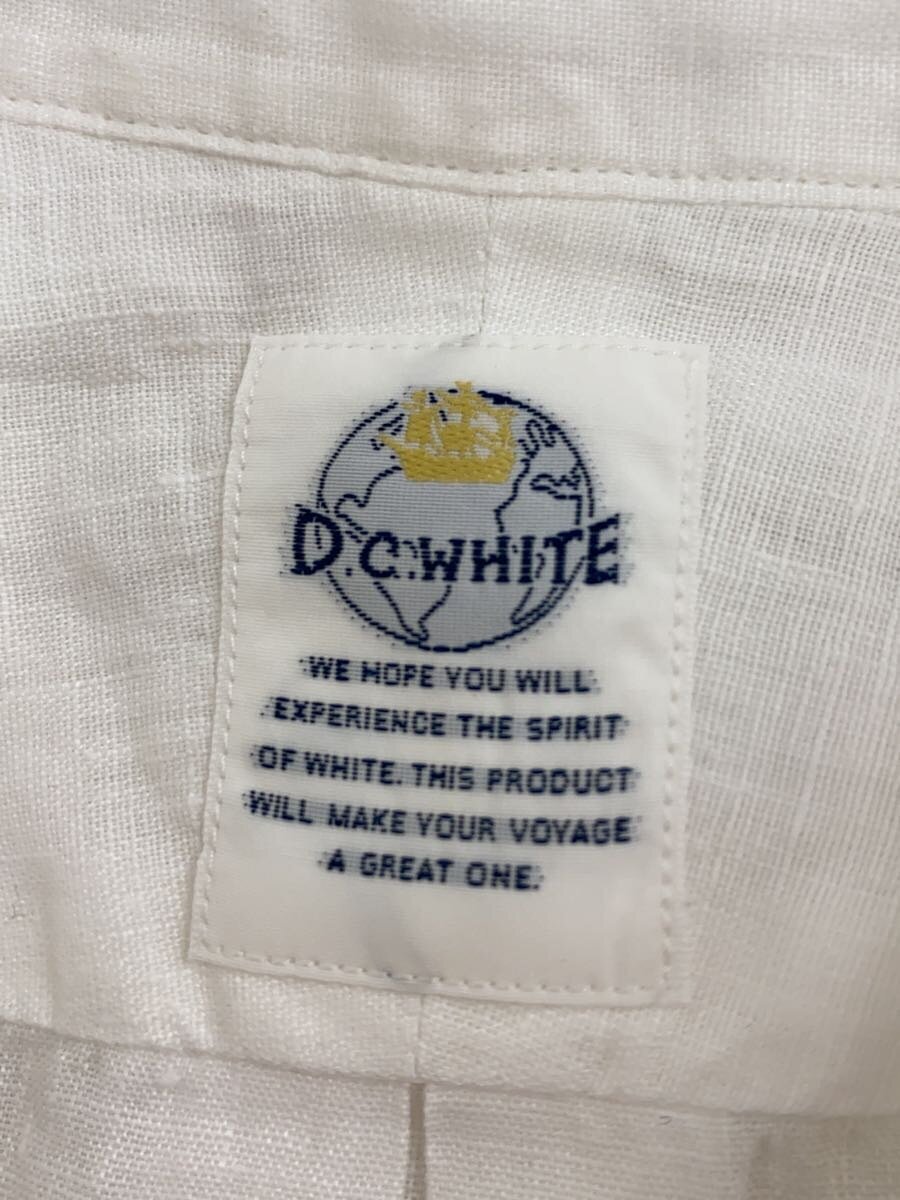 D.C.WHITE
WE HOPE YOU WILL
EXPERIENCE THE SPIRIT
OF WHITE. THIS PRODUCT
WILL MAKE YOUR VOYAGE
A GREAT ONE.